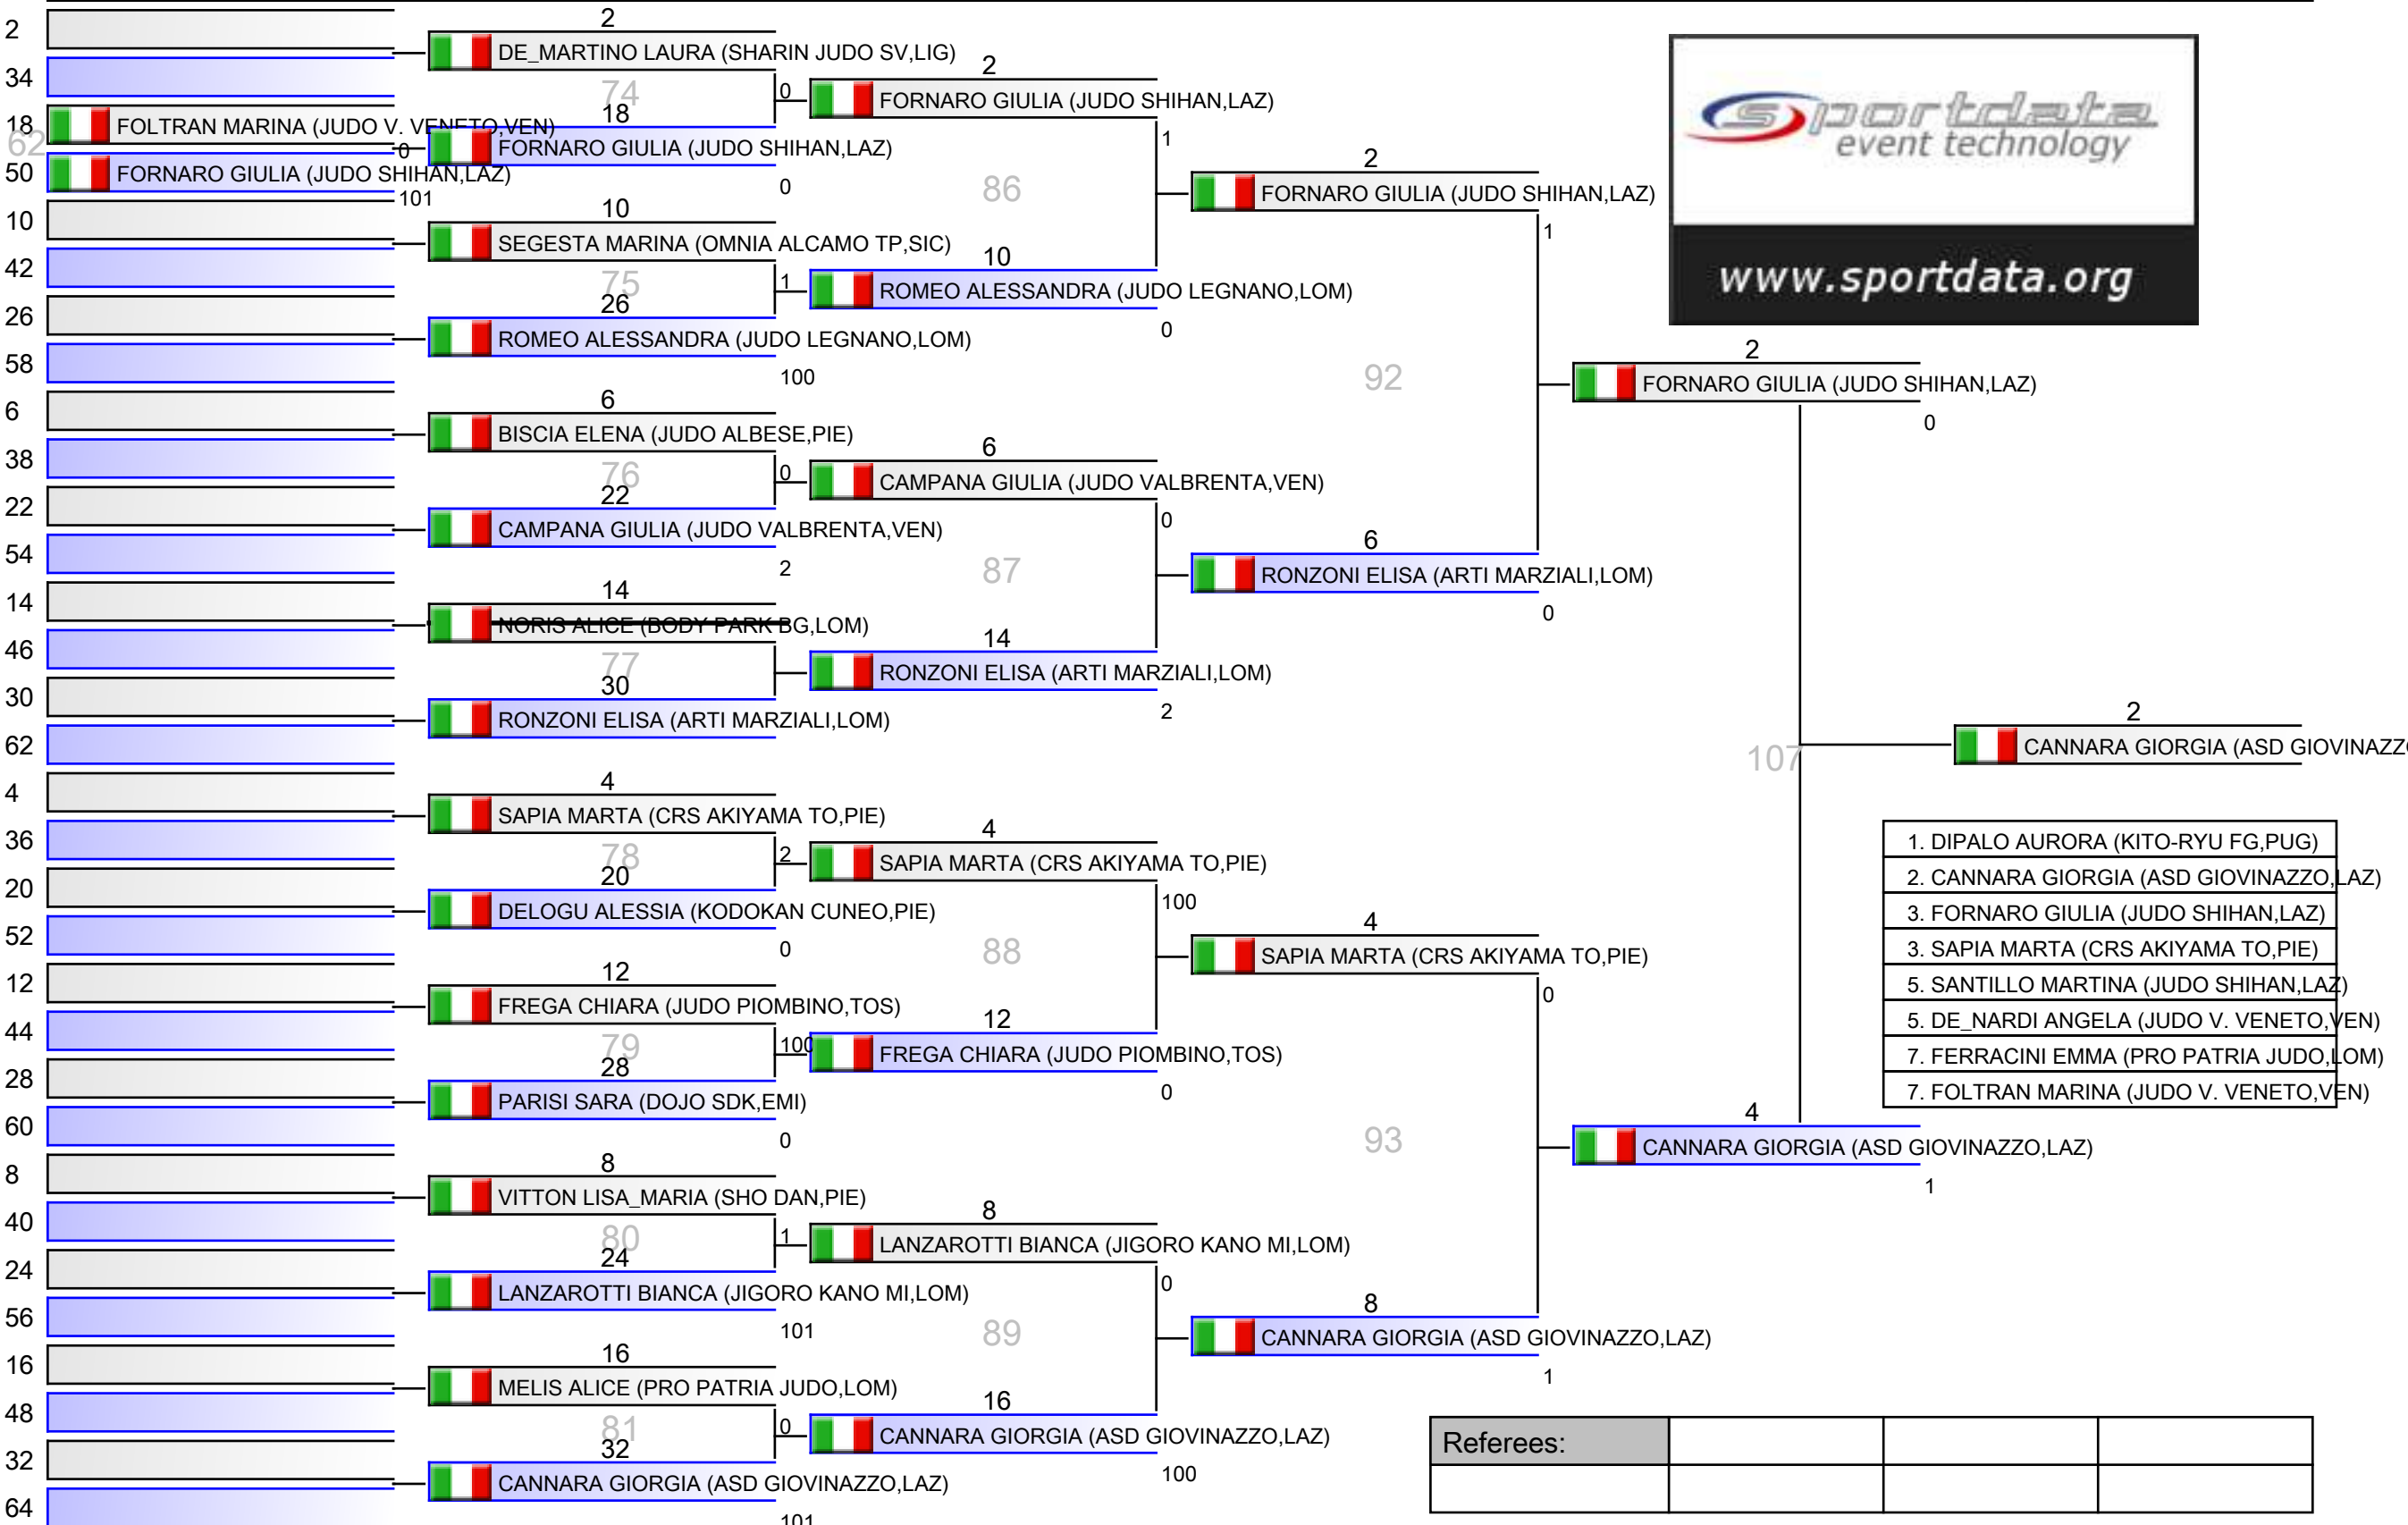 2
34
18 FOLTRAN MARINA (JUDO V. VENETO,VEN)
62
0
50 FORNARO GIULIA (JUDO SHIHAN,LAZ)
101
10
42
26
58
6
38
22
54
14
46
30
62
4
36
20
52
12
44
28
60
8
40
24
56
16
48
32
64
2
DE_MARTINO LAURA (SHARIN JUDO SV,LIG)
74
0
18
FORNARO GIULIA (JUDO SHIHAN,LAZ)
0
10
SEGESTA MARINA (OMNIA ALCAMO TP,SIC)
75
1
26
ROMEO ALESSANDRA (JUDO LEGNANO,LOM)
100
6
BISCIA ELENA (JUDO ALBESE,PIE)
76
0
22
CAMPANA GIULIA (JUDO VALBRENTA,VEN)
2
14
NORIS ALICE (BODY PARK BG,LOM)
77
30
RONZONI ELISA (ARTI MARZIALI,LOM)
4
SAPIA MARTA (CRS AKIYAMA TO,PIE)
78
2
20
DELOGU ALESSIA (KODOKAN CUNEO,PIE)
0
12
FREGA CHIARA (JUDO PIOMBINO,TOS)
79
100
28
PARISI SARA (DOJO SDK,EMI)
0
8
VITTON LISA_MARIA (SHO DAN,PIE)
80
1
24
LANZAROTTI BIANCA (JIGORO KANO MI,LOM)
101
16
MELIS ALICE (PRO PATRIA JUDO,LOM)
81
0
32
CANNARA GIORGIA (ASD GIOVINAZZO,LAZ)
101
2
FORNARO GIULIA (JUDO SHIHAN,LAZ)
1
86
10
ROMEO ALESSANDRA (JUDO LEGNANO,LOM)
0
6
CAMPANA GIULIA (JUDO VALBRENTA,VEN)
0
87
14
RONZONI ELISA (ARTI MARZIALI,LOM)
2
4
SAPIA MARTA (CRS AKIYAMA TO,PIE)
100
88
12
FREGA CHIARA (JUDO PIOMBINO,TOS)
0
8
LANZAROTTI BIANCA (JIGORO KANO MI,LOM)
0
89
16
CANNARA GIORGIA (ASD GIOVINAZZO,LAZ)
100
2
FORNARO GIULIA (JUDO SHIHAN,LAZ)
1
92
6
RONZONI ELISA (ARTI MARZIALI,LOM)
0
4
SAPIA MARTA (CRS AKIYAMA TO,PIE)
0
93
8
CANNARA GIORGIA (ASD GIOVINAZZO,LAZ)
1
sportdata
event technology
www.sportdata.org
2
FORNARO GIULIA (JUDO SHIHAN,LAZ)
0
107
4
CANNARA GIORGIA (ASD GIOVINAZZO,LAZ)
1
2
CANNARA GIORGIA (ASD GIOVINAZZ
1. DIPALO AURORA (KITO-RYU FG,PUG)
2. CANNARA GIORGIA (ASD GIOVINAZZO,LAZ)
3. FORNARO GIULIA (JUDO SHIHAN,LAZ)
3. SAPIA MARTA (CRS AKIYAMA TO,PIE)
5. SANTILLO MARTINA (JUDO SHIHAN,LAZ)
5. DE_NARDI ANGELA (JUDO V. VENETO,VEN)
7. FERRACINI EMMA (PRO PATRIA JUDO,LOM)
7. FOLTRAN MARINA (JUDO V. VENETO,VEN)
Referees: